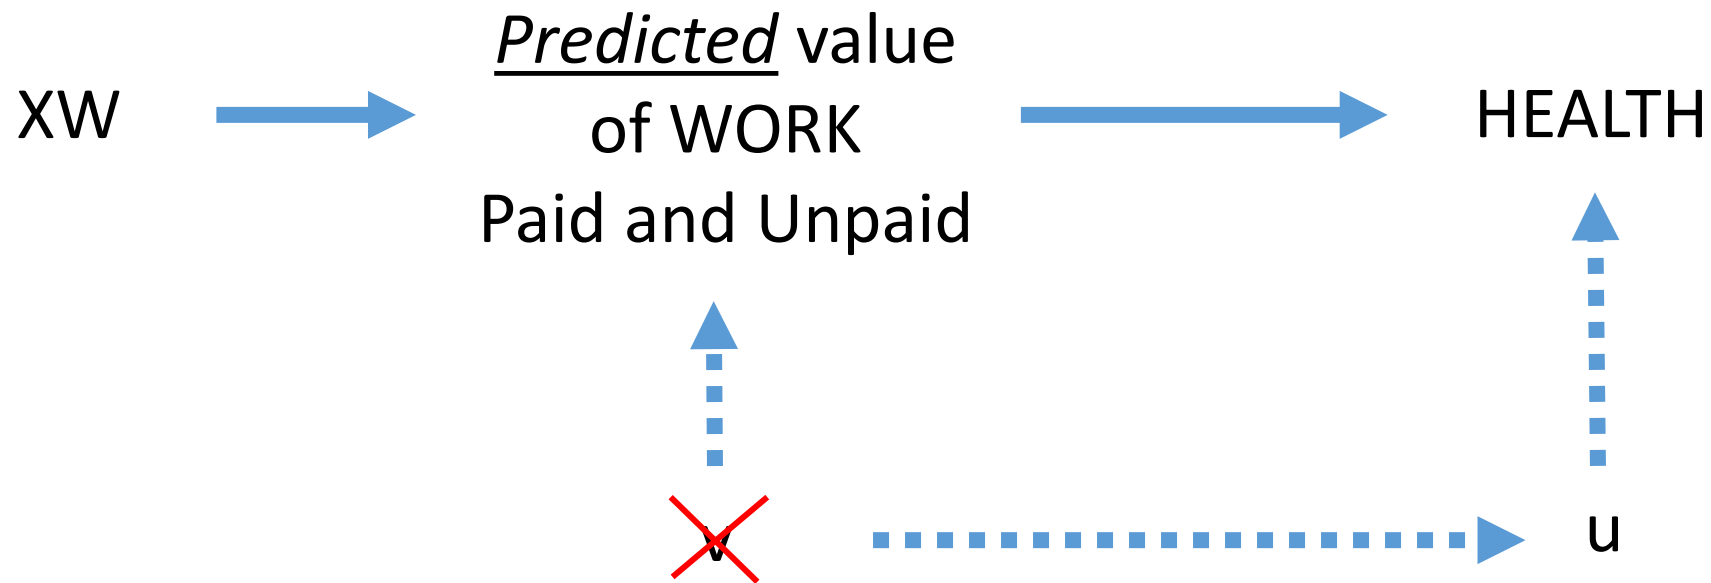 Predicted value
XW
of WORK
HEALTH
Paid and Unpaid
v
u